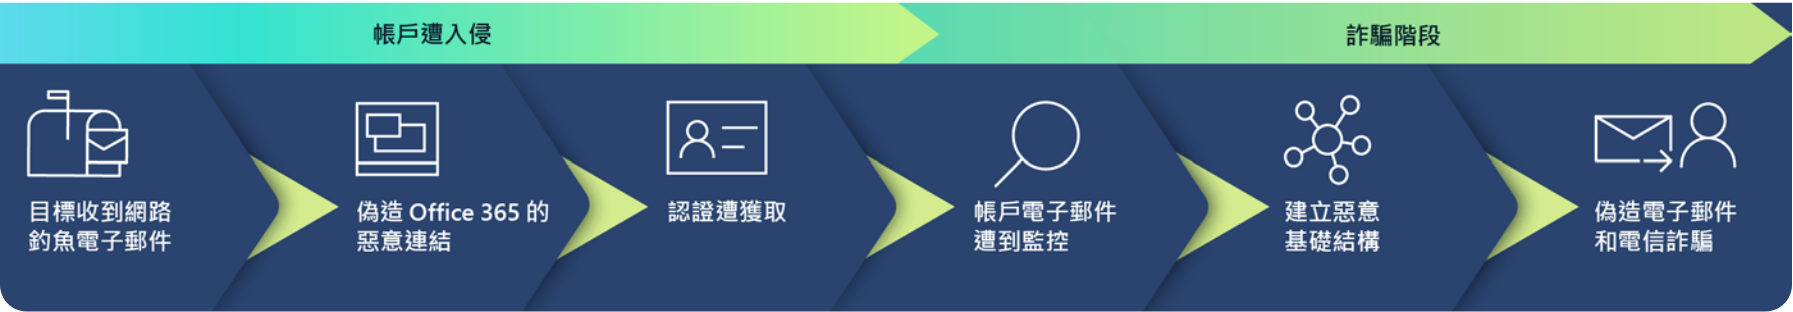 帳戶遭入侵
詐騙階段
目標收到網路
釣魚電子郵件
偽造 Office 365 的
惡意連結
認證遭獲取
帳戶電子郵件
遭到監控
建立惡意
基礎結構
偽造電子郵件
和電信詐騙